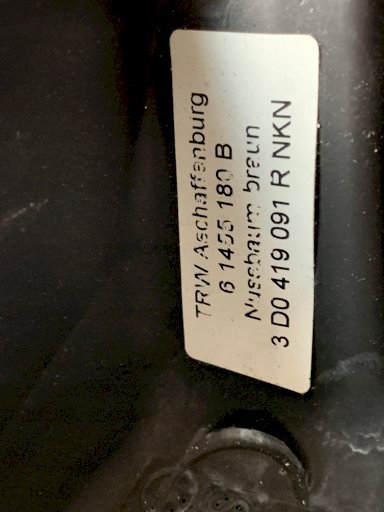 TRW Aschaffenburg
6 1455 180 B
Nussbaum braun
3 D0 419 091 R NKN